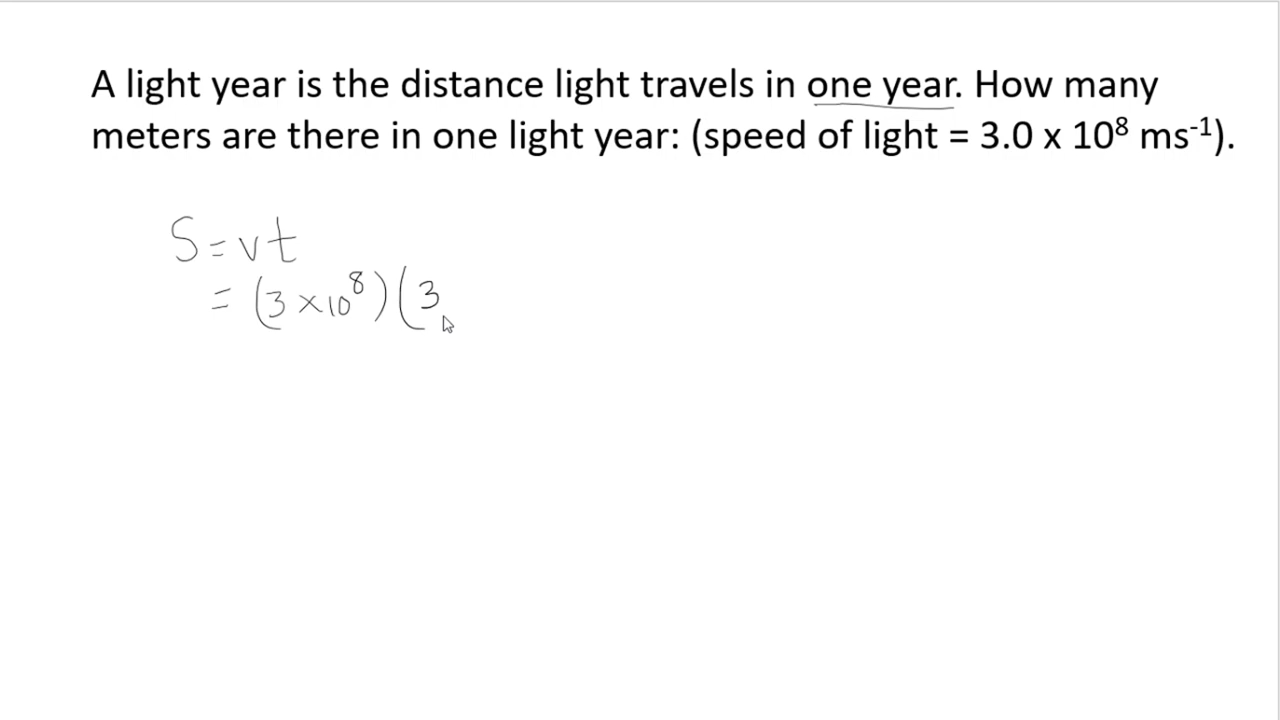 A light year is the distance light travels in one year. How many
meters are there in one light year: (speed of light = 3.0 x 10⁸ ms⁻¹).
S = vt
= (3 × 10⁸) (3